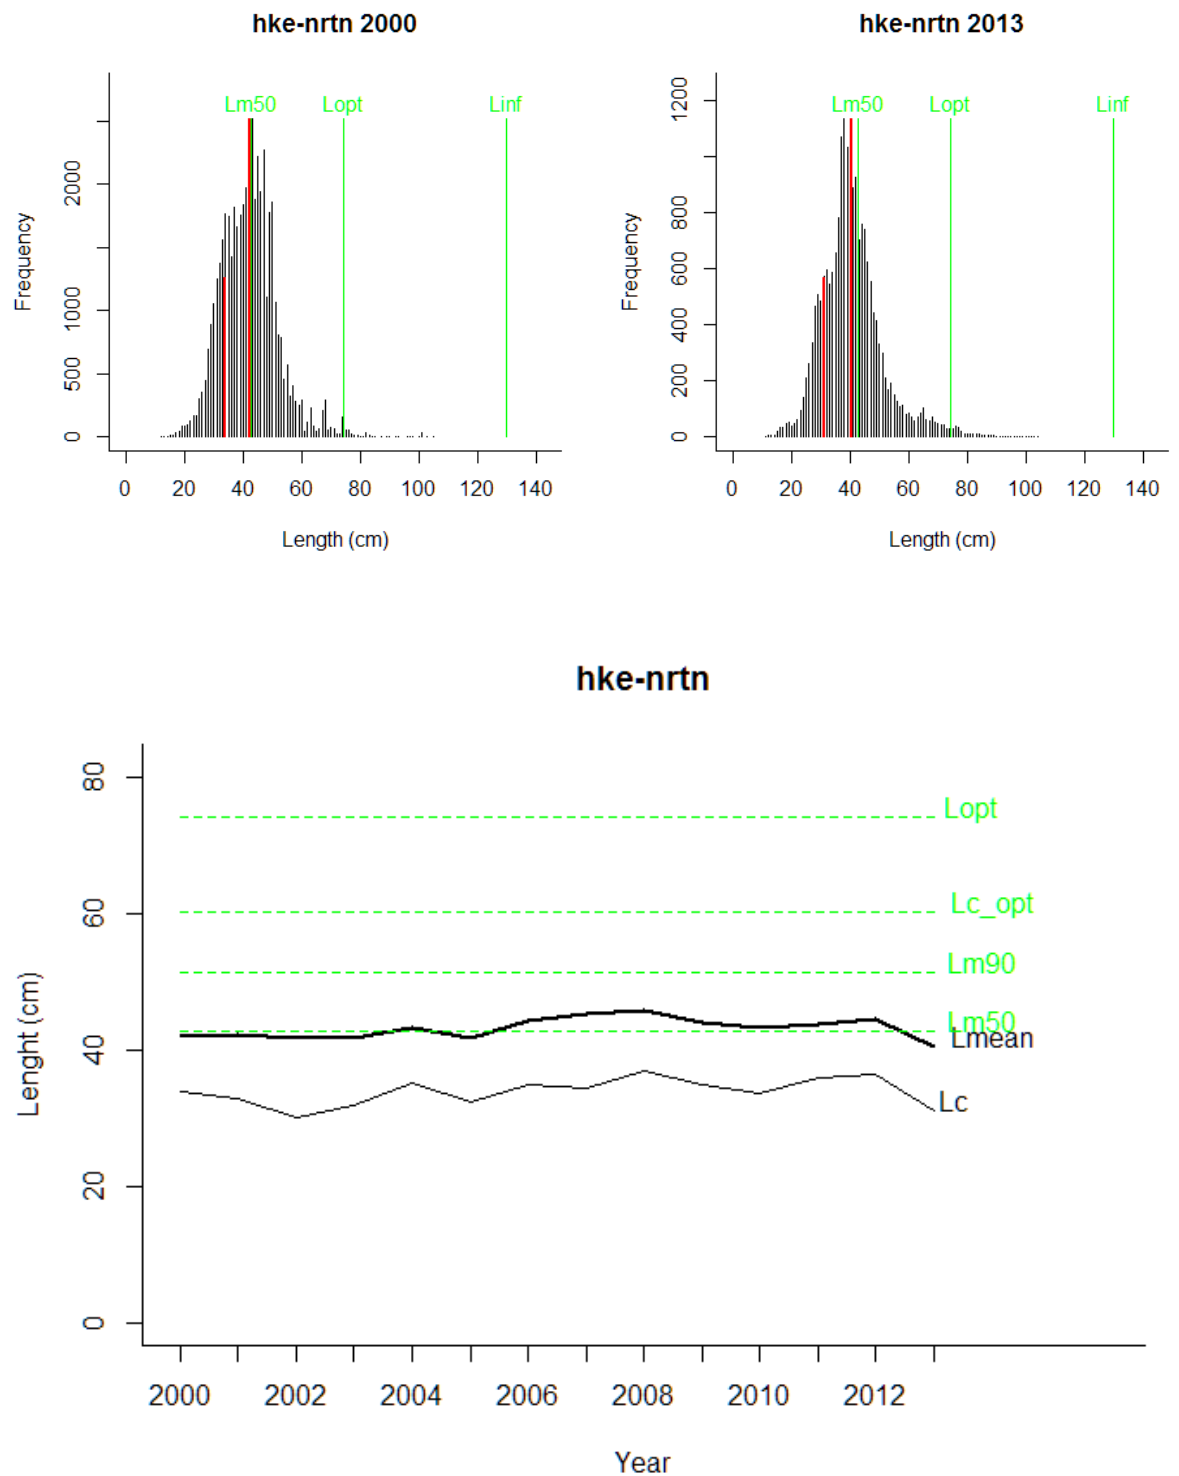 hke-nrtn 2000
Lm50 Lopt Linf
Frequency
0 500 1000 2000
0 20 40 60 80 100 120 140
Length (cm)
hke-nrtn 2013
Lm50 Lopt Linf
Frequency
0 200 400 600 800 1200
0 20 40 60 80 100 120 140
Length (cm)
hke-nrtn
Lenght (cm)
0 20 40 60 80
Lopt
Lc_opt
Lm90
Lm50
Lmean
Lc
2000 2002 2004 2006 2008 2010 2012
Year